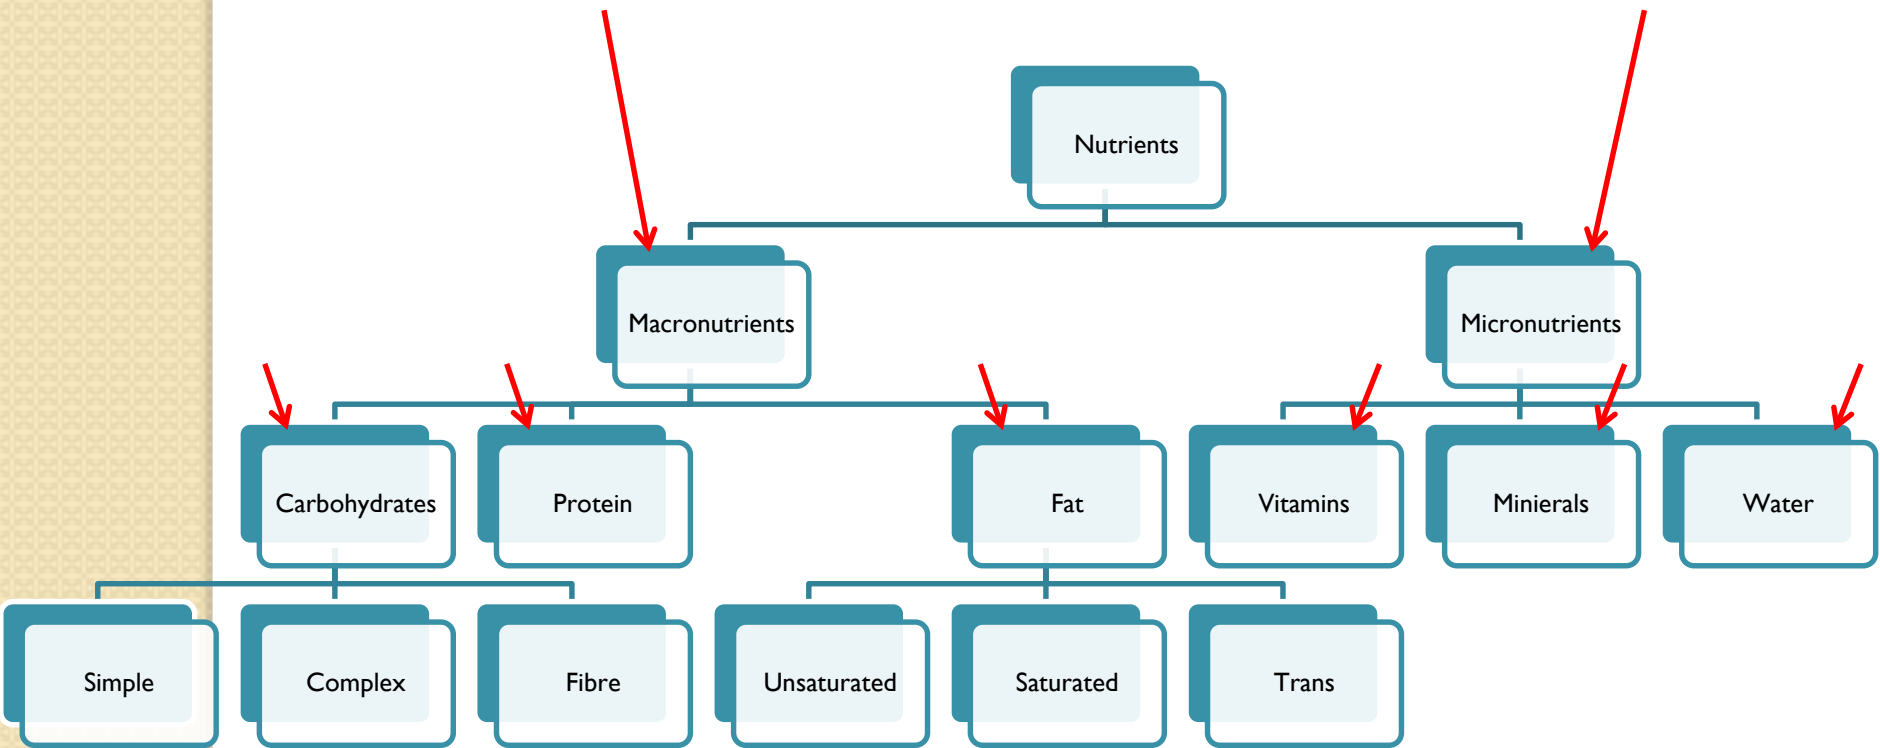 Nutrients
Macronutrients
Micronutrients
Carbohydrates
Protein
Fat
Vitamins
Minierals
Water
Simple
Complex
Fibre
Unsaturated
Saturated
Trans